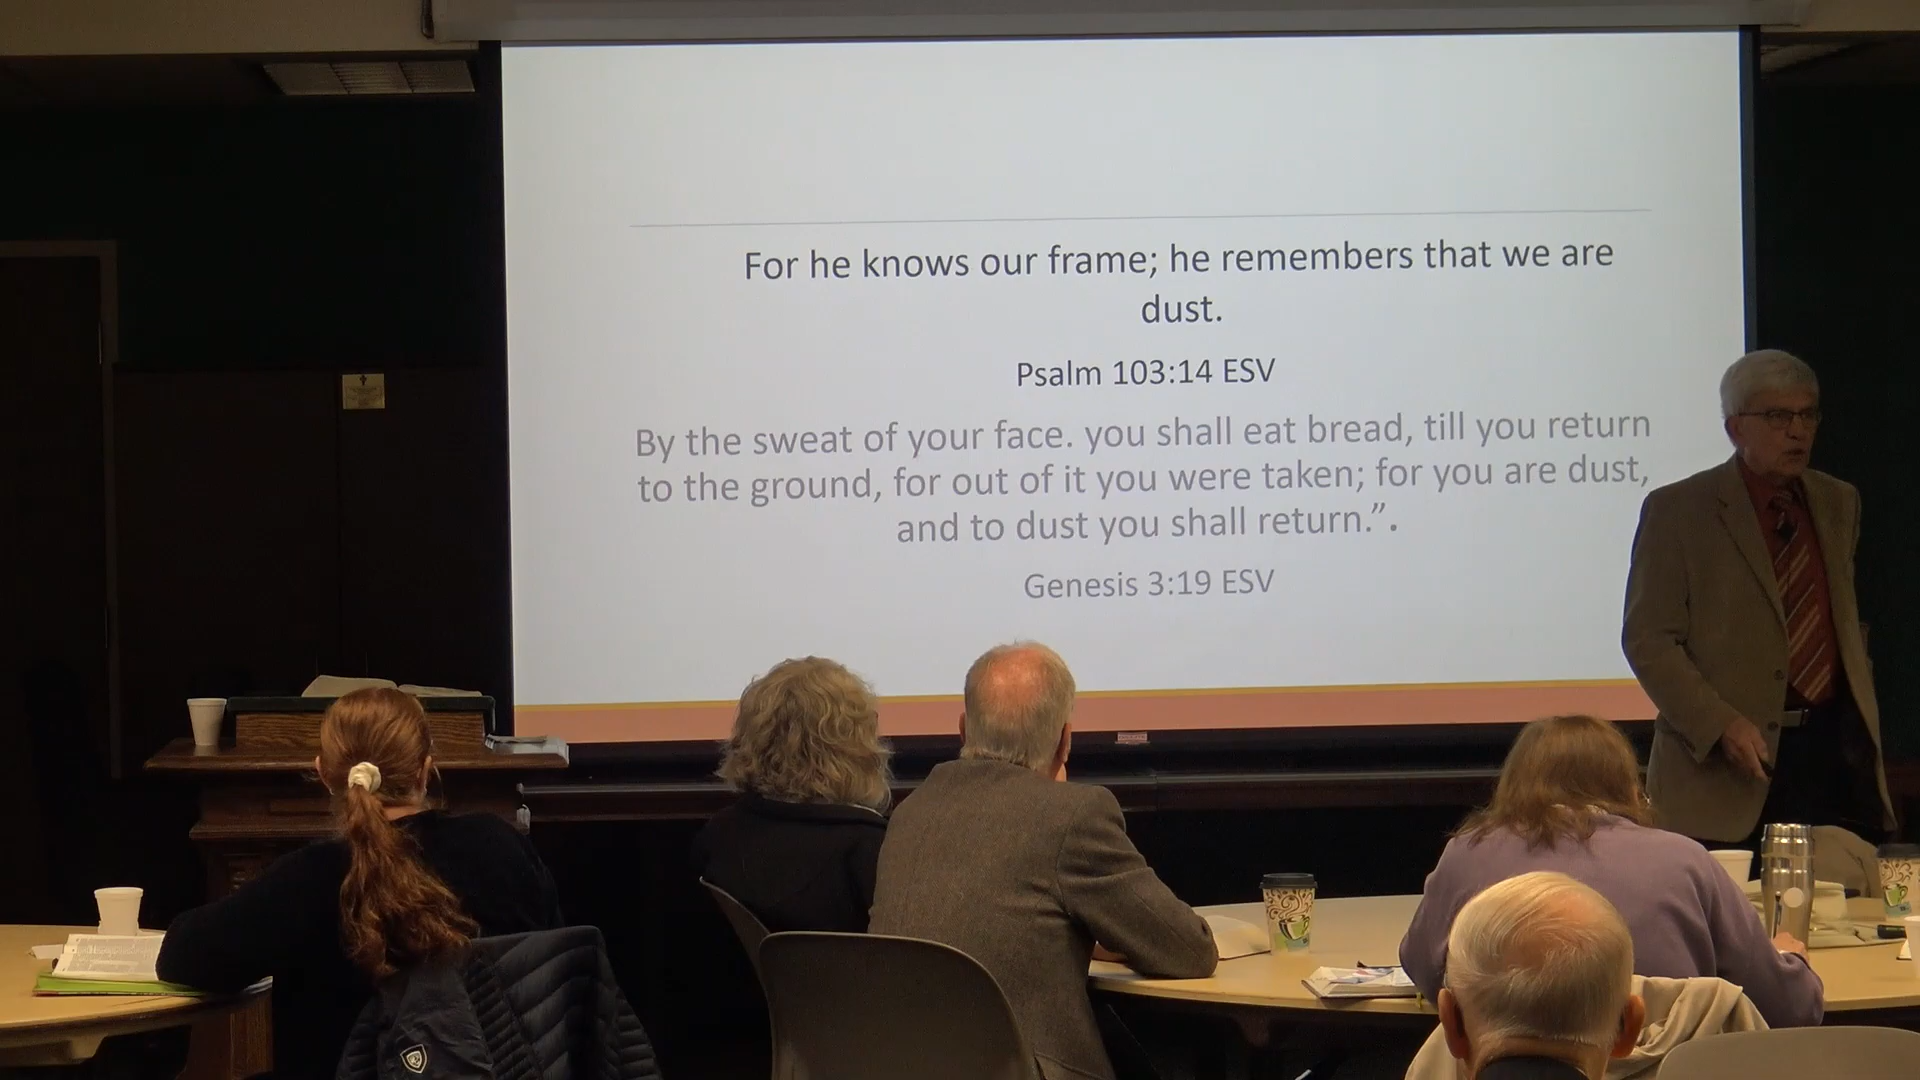 For he knows our frame; he remembers that we are
dust.
Psalm 103:14 ESV
By the sweat of your face. you shall eat bread, till you return
to the ground, for out of it you were taken; for you are dust,
and to dust you shall return.”.
Genesis 3:19 ESV